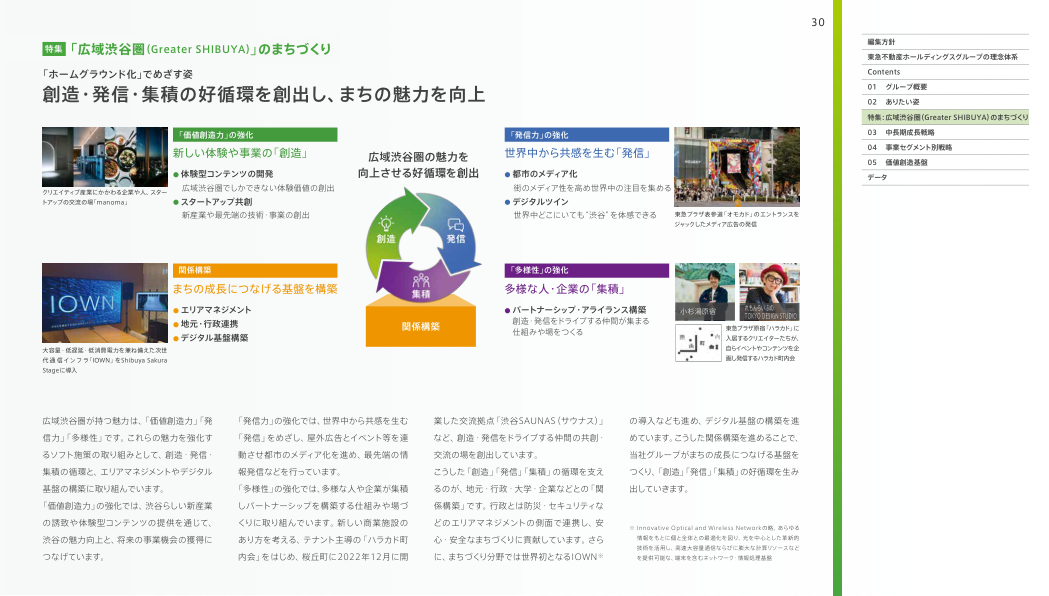 30
特集 「広域渋谷圏(Greater SHIBUYA)」のまちづくり
「ホームグラウンド化」でめざす姿
創造・発信・集積の好循環を創出し、まちの魅力を向上
クリエイティブ産業にかかわる企業や人、スター
トアップの交流の場「manoma」
「価値創造力」の強化
新しい体験や事業の「創造」
● 体験型コンテンツの開発
広域渋谷圏でしかできない体験価値の創出
● スタートアップ共創
新産業や最先端の技術・事業の創出
広域渋谷圏の魅力を
向上させる好循環を創出
創造
発信
集積
関係構築
「発信力」の強化
世界中から共感を生む「発信」
● 都市のメディア化
街のメディア性を高め世界中の注目を集める
● デジタルツイン
世界中どこにいても"渋谷"を体感できる
東急プラザ表参道「オモカド」のエントランスを
ジャックしたメディア広告の発信
IOWN
大容量・低遅延・低消費電力を兼ね備えた次世
代通信インフラ「IOWN」をShibuya Sakura
Stageに導入
関係構築
まちの成長につなげる基盤を構築
● エリアマネジメント
● 地元・行政連携
● デジタル基盤構築
「多様性」の強化
多様な人・企業の「集積」
● パートナーシップ・アライアンス構築
創造・発信をドライブする仲間が集まる
仕組みや場をつくる
小杉湯原宿
TOKYO DESIGN STUDIO
東急プラザ原宿「ハラカド」に
入居するクリエイターたちが、
自らイベントやコンテンツを企
画し発信するハラカド町内会
広域渋谷圏が持つ魅力は、「価値創造力」「発
信力」「多様性」です。これらの魅力を強化す
るソフト施策の取り組みとして、創造・発信・
集積の循環と、エリアマネジメントやデジタル
基盤の構築に取り組んでいます。
「価値創造力」の強化では、渋谷らしい新産業
の誘致や体験型コンテンツの提供を通じて、
渋谷の魅力向上と、将来の事業機会の獲得に
つなげています。
「発信力」の強化では、世界中から共感を生む
「発信」をめざし、屋外広告とイベント等を連
動させ都市のメディア化を進め、最先端の情
報発信などを行っています。
「多様性」の強化では、多様な人や企業が集積
しパートナーシップを構築する仕組みや場づ
くりに取り組んでいます。新しい商業施設の
あり方を考える、テナント主導の「ハラカド町
内会」をはじめ、桜丘町に2022年12月に開
業した交流拠点「渋谷SAUNAS(サウナス)」
など、創造・発信をドライブする仲間の共創・
交流の場を創出しています。
こうした「創造」「発信」「集積」の循環を支え
るのが、地元・行政・大学・企業などとの「関
係構築」です。行政とは防災・セキュリティな
どのエリアマネジメントの側面で連携し、安
心・安全なまちづくりに貢献しています。さら
に、まちづくり分野では世界初となるIOWN※
の導入なども進め、デジタル基盤の構築を進
めています。こうした関係構築を進めることで、
当社グループがまちの成長につなげる基盤を
つくり、「創造」「発信」「集積」の好循環を生み
出していきます。
※ Innovative Optical and Wireless Networkの略。あらゆる
情報をもとに個と全体との最適化を図り、光を中心とした革新的
技術を活用し、高速大容量通信ならびに膨大な計算リソースなど
を提供可能な、端末を含むネットワーク・情報処理基盤
編集方針
東急不動産ホールディングスグループの理念体系
Contents
01 グループ概要
02 ありたい姿
特集:広域渋谷圏(Greater SHIBUYA)のまちづくり
03 中長期成長戦略
04 事業セグメント別戦略
05 価値創造基盤
データ